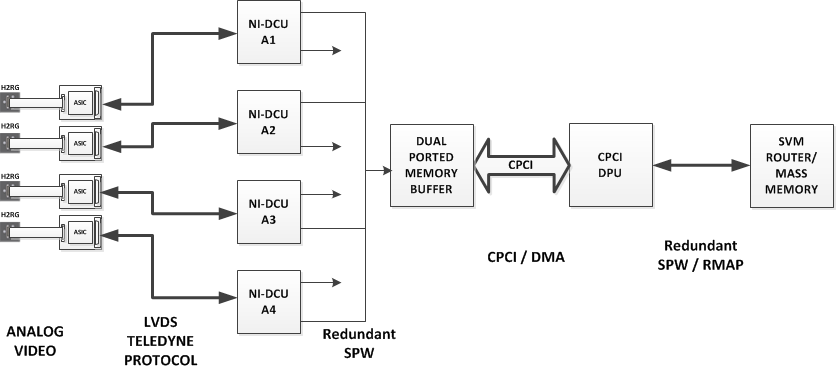 NI-DCU
A1
H2RG
ASIC
NI-DCU
A2
H2RG
ASIC
DUAL
PORTED
MEMORY
BUFFER
CPCI
CPCI
DPU
SVM
ROUTER/
MASS
MEMORY
H2RG
ASIC
NI-DCU
A3
H2RG
ASIC
CPCI / DMA
Redundant
SPW / RMAP
NI-DCU
A4
ANALOG
VIDEO
LVDS
TELEDYNE
PROTOCOL
Redundant
SPW